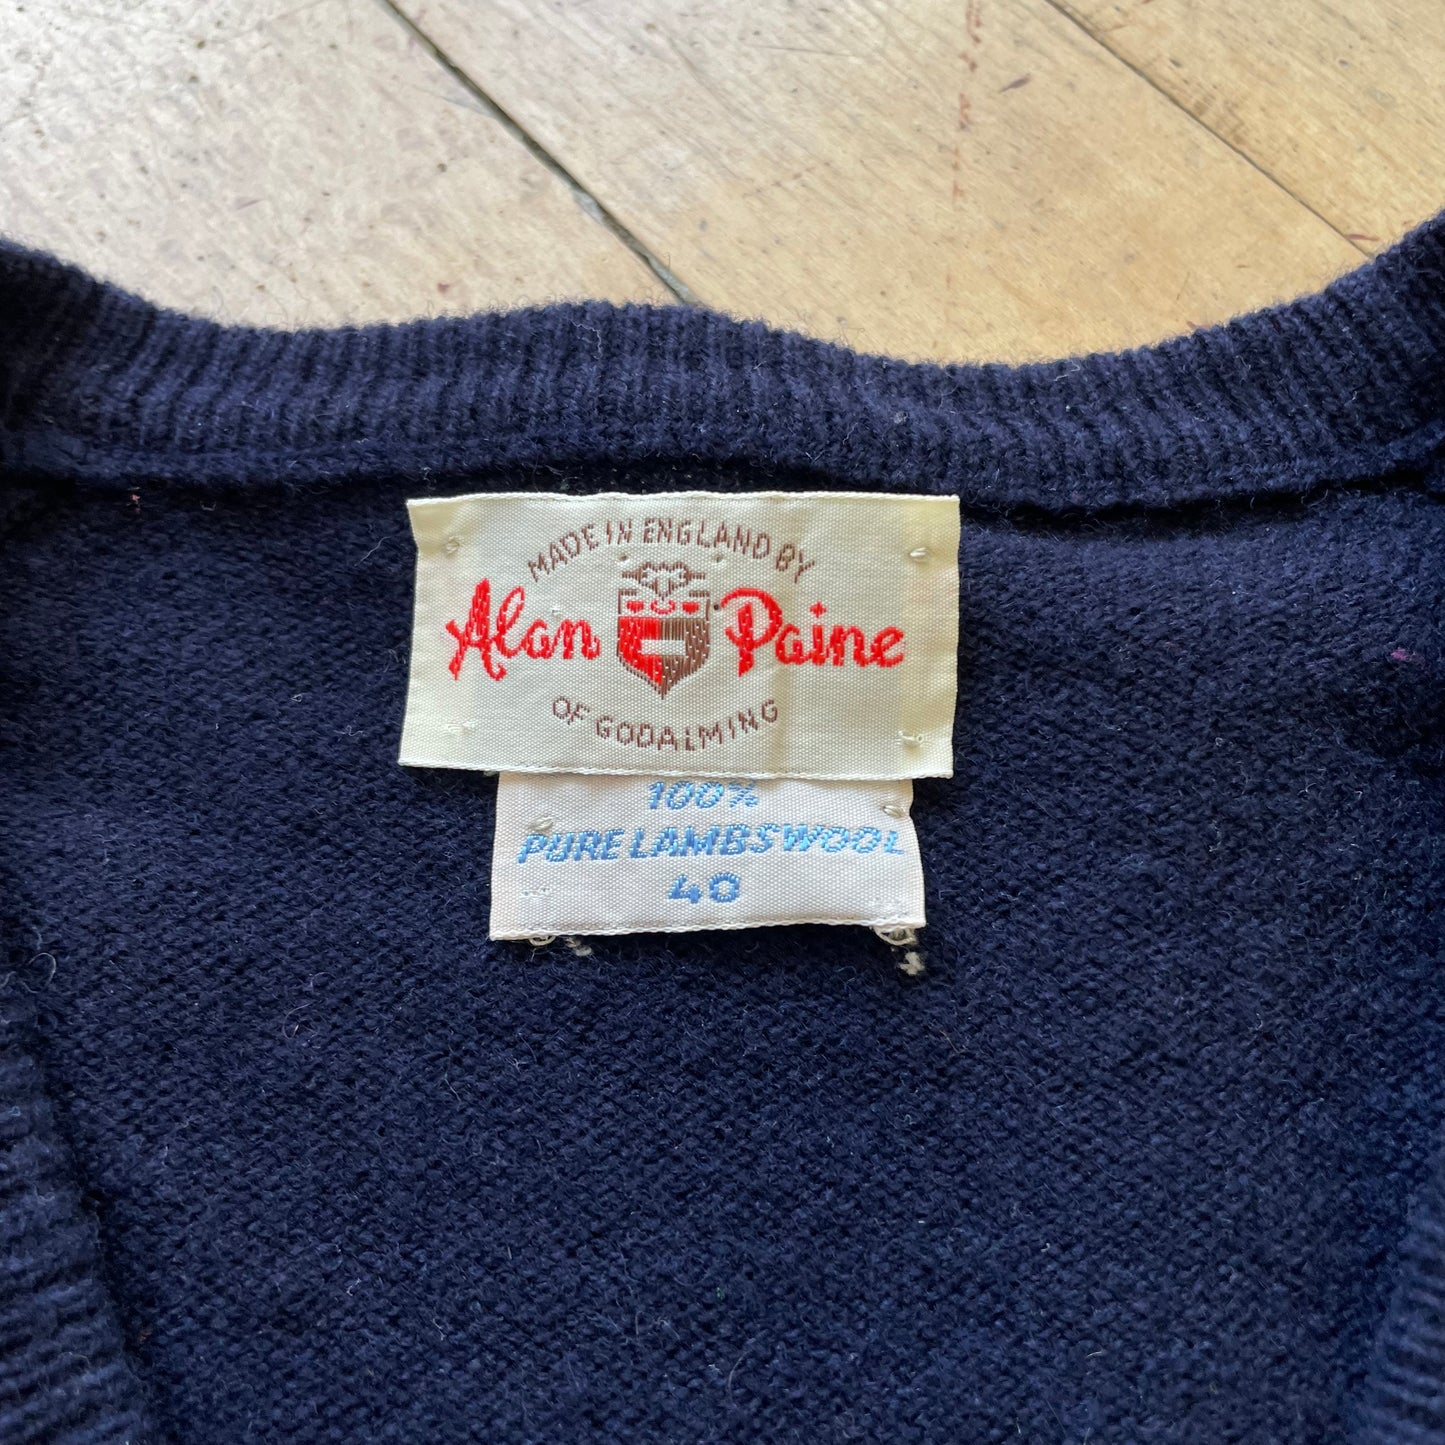 MADE IN ENGLAND BY
Alan Paine
OF GODALMING
100%
PURE LAMBSWOOL
40